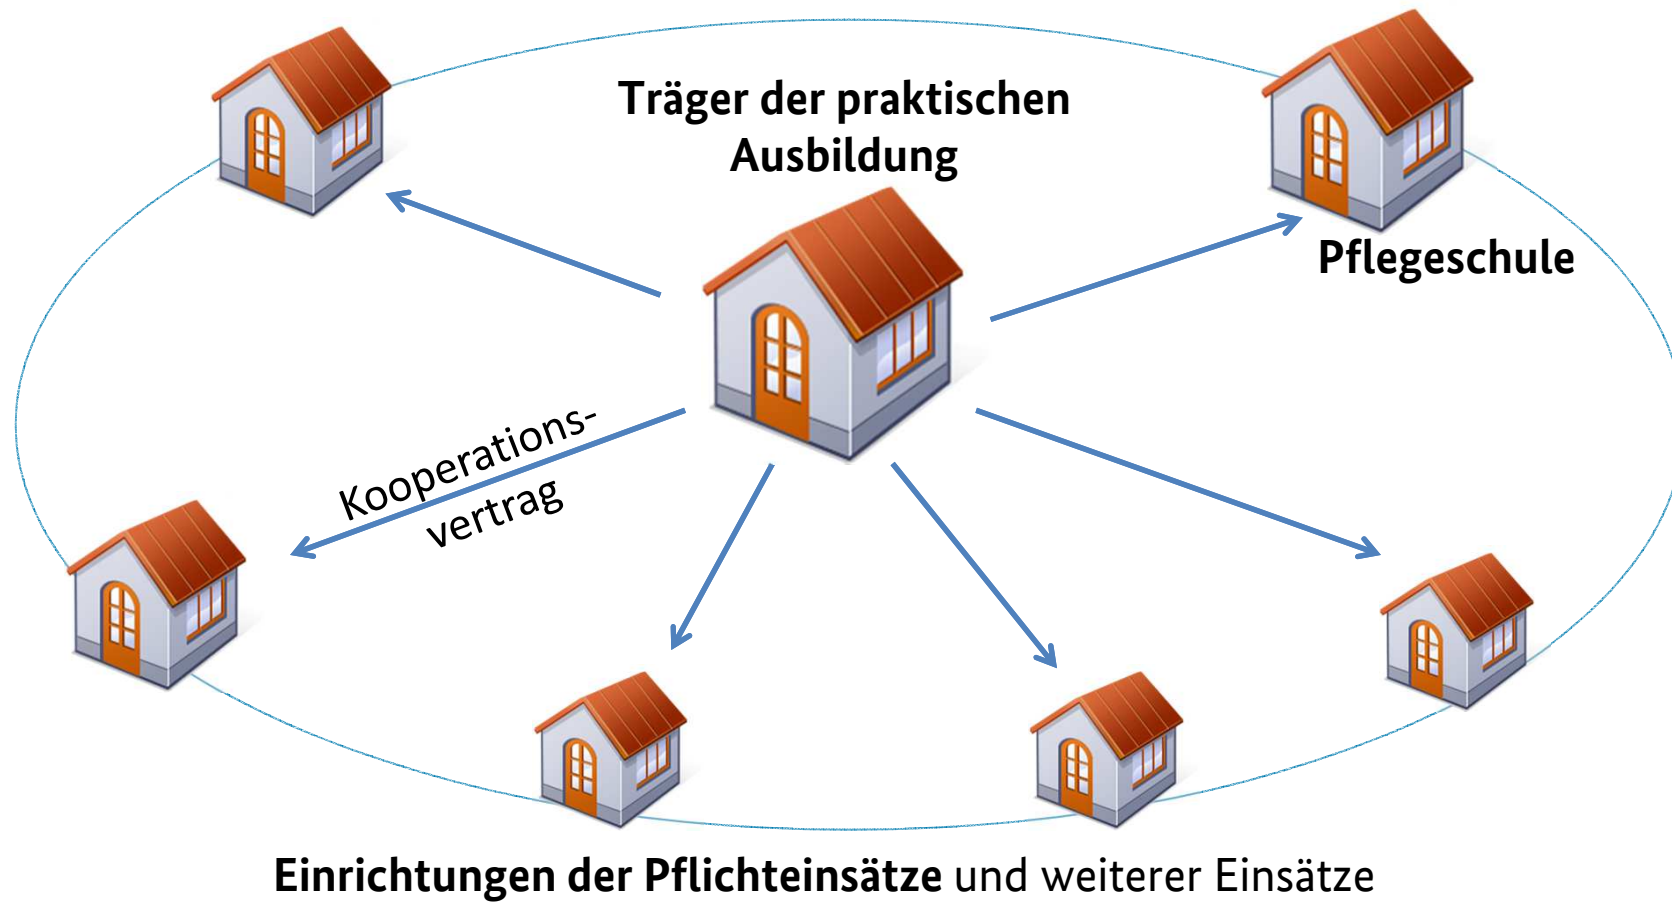 Träger der praktischen
Ausbildung
Pflegeschule
Kooperations-
vertrag
Einrichtungen der Pflichteinsätze und weiterer Einsätze